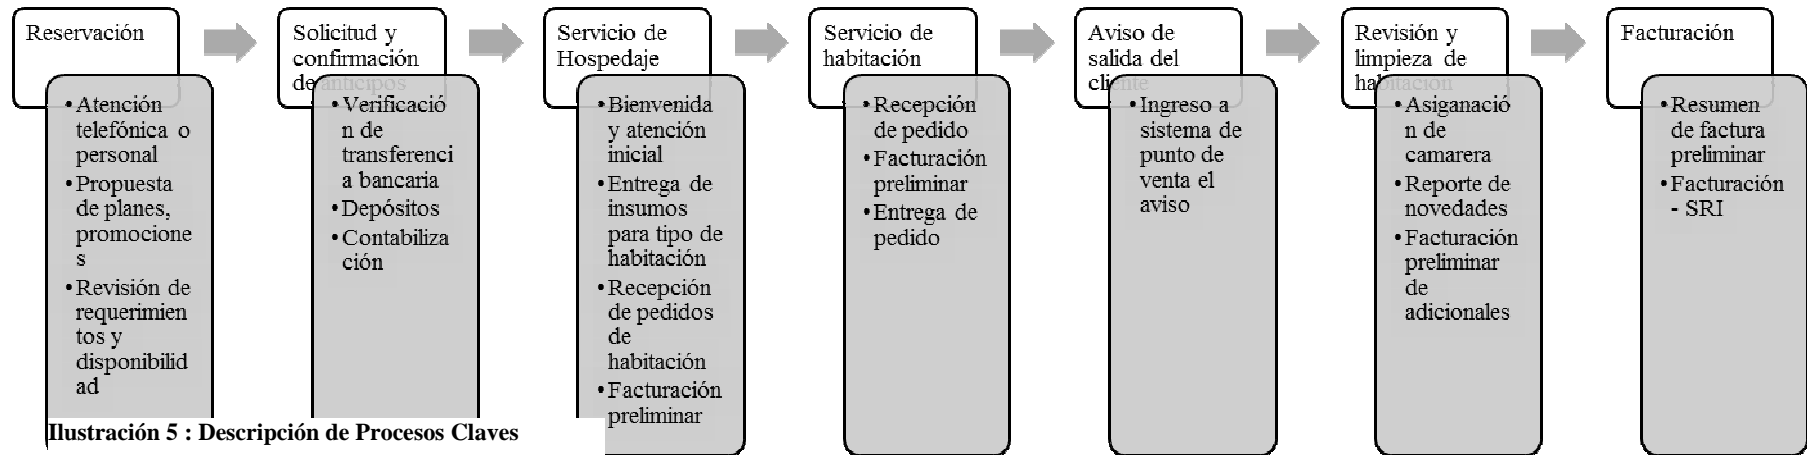 Reservación
• Atención
telefónica o
personal
• Propuesta
de planes,
promocione
s
• Revisión de
requerimien
tos y
disponibilid
ad
Solicitud y
confirmación
de anticipos
• Verificació
n de
transferenci
a bancaria
• Depósitos
• Contabiliza
ción
Servicio de
Hospedaje
• Bienvenida
y atención
inicial
• Entrega de
insumos
para tipo de
habitación
• Recepción
de pedidos
de
habitación
• Facturación
preliminar
Servicio de
habitación
• Recepción
de pedido
• Facturación
preliminar
• Entrega de
pedido
Aviso de
salida del
cliente
• Ingreso a
sistema de
punto de
venta el
aviso
Revisión y
limpieza de
habitación
• Asiganació
n de
camarera
• Reporte de
novedades
• Facturación
preliminar
de
adicionales
Facturación
• Resumen
de factura
preliminar
• Facturación
- SRI
Ilustración 5 : Descripción de Procesos Claves